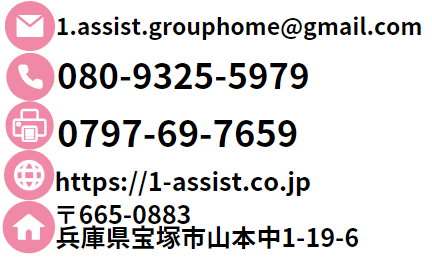 1.assist.grouphome@gmail.com
080-9325-5979
0797-69-7659
https://1-assist.co.jp
〒665-0883
兵庫県宝塚市山本中1-19-6